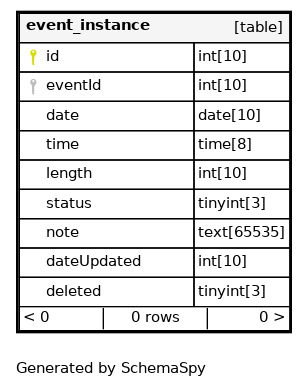 event_instance [table]
id int[10]
eventId int[10]
date date[10]
time time[8]
length int[10]
status tinyint[3]
note text[65535]
dateUpdated int[10]
deleted tinyint[3]
< 0 0 rows 0 >
Generated by SchemaSpy